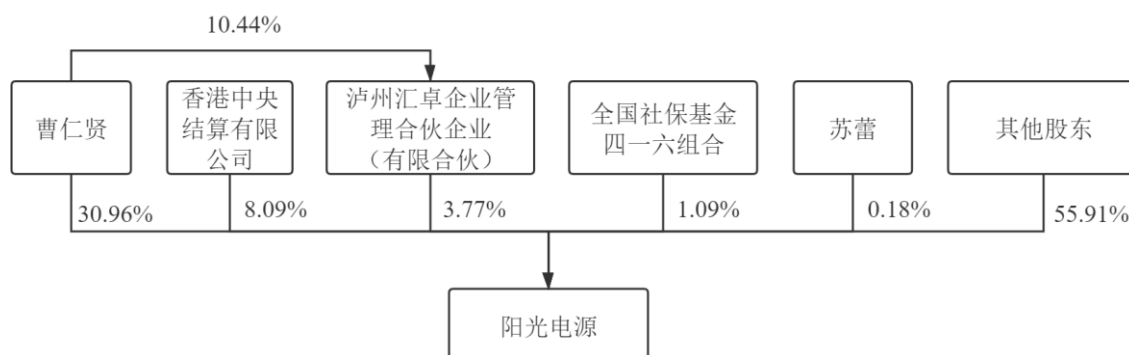 10.44%
曹仁贤
香港中央
结算有限
公司
泸州汇卓企业管
理合伙企业
（有限合伙）
全国社保基金
四一六组合
苏蕾
其他股东
30.96%
8.09%
3.77%
1.09%
0.18%
55.91%
阳光电源